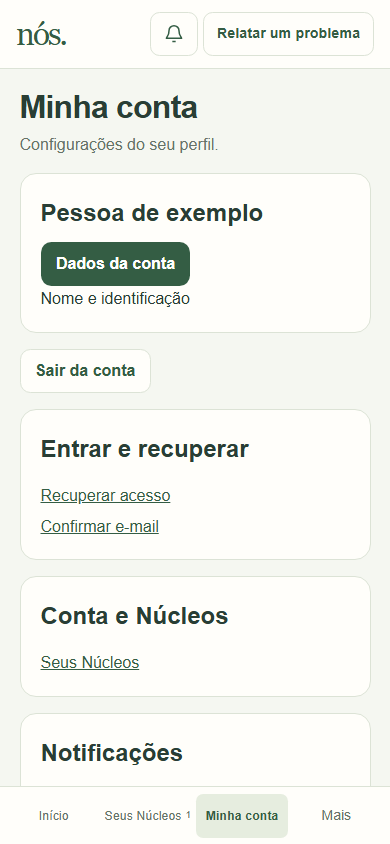 nós.
Relatar um problema
Minha conta
Configurações do seu perfil.
Pessoa de exemplo
Dados da conta
Nome e identificação
Sair da conta
Entrar e recuperar
Recuperar acesso
Confirmar e-mail
Conta e Núcleos
Seus Núcleos
Notificações
Início
Seus Núcleos 1
Minha conta
Mais